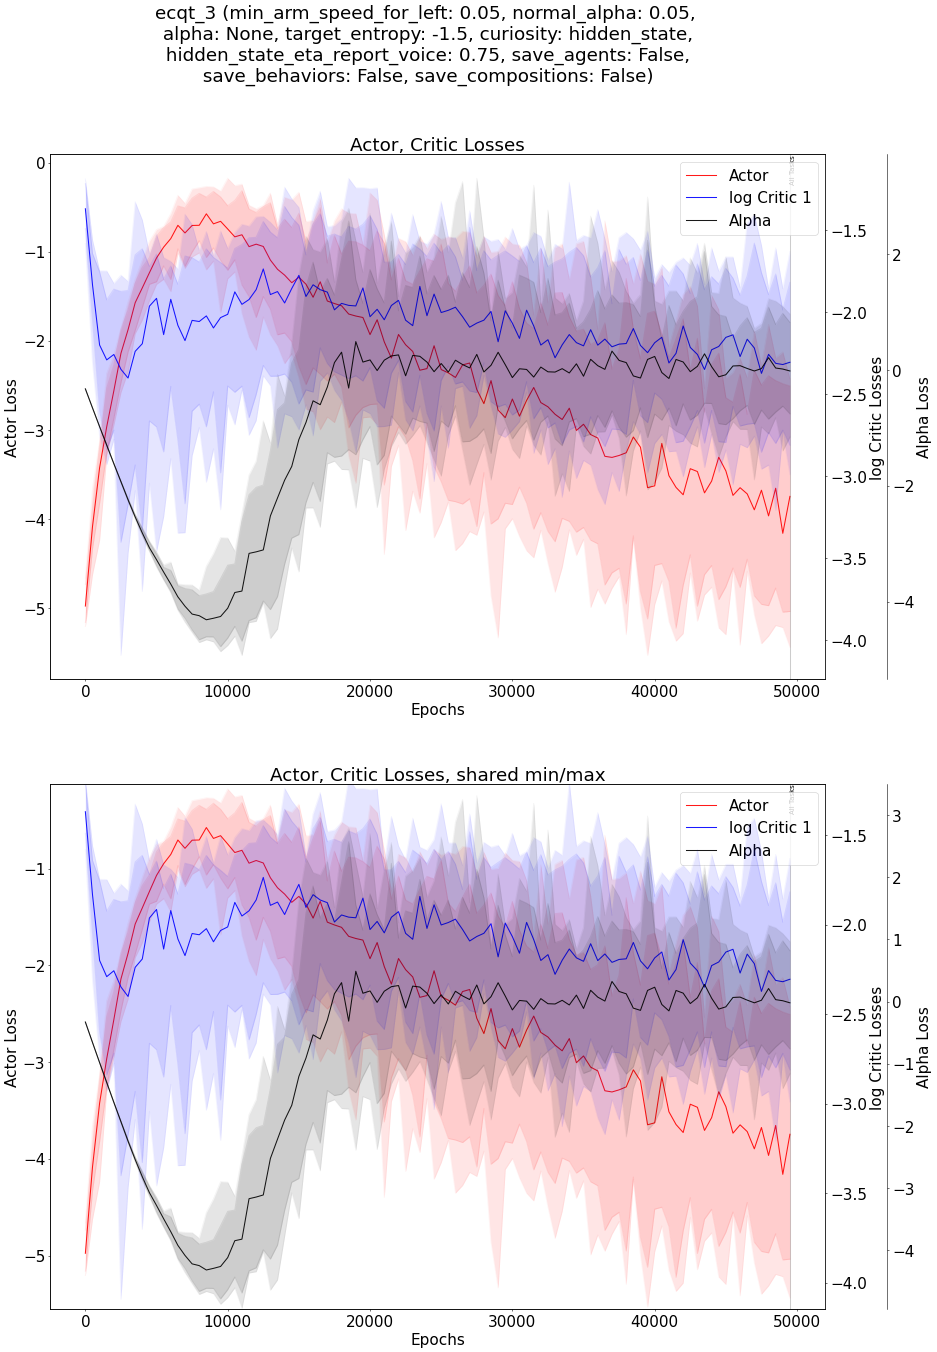 ecqt_3 (min_arm_speed_for_left: 0.05, normal_alpha: 0.05,
alpha: None, target_entropy: -1.5, curiosity: hidden_state,
hidden_state_eta_report_voice: 0.75, save_agents: False,
save_behaviors: False, save_compositions: False)
Actor, Critic Losses
Actor
log Critic 1
Alpha
0
−1
−2
−3
−4
−5
Actor Loss
−1.5
−2.0
−2.5
−3.0
−3.5
−4.0
log Critic Losses
2
0
−2
−4
Alpha Loss
0
10000
20000
30000
40000
50000
Epochs
Actor, Critic Losses, shared min/max
Actor
log Critic 1
Alpha
−1
−2
−3
−4
−5
Actor Loss
−1.5
−2.0
−2.5
−3.0
−3.5
−4.0
log Critic Losses
3
2
1
0
−1
−2
−3
−4
Alpha Loss
0
10000
20000
30000
40000
50000
Epochs